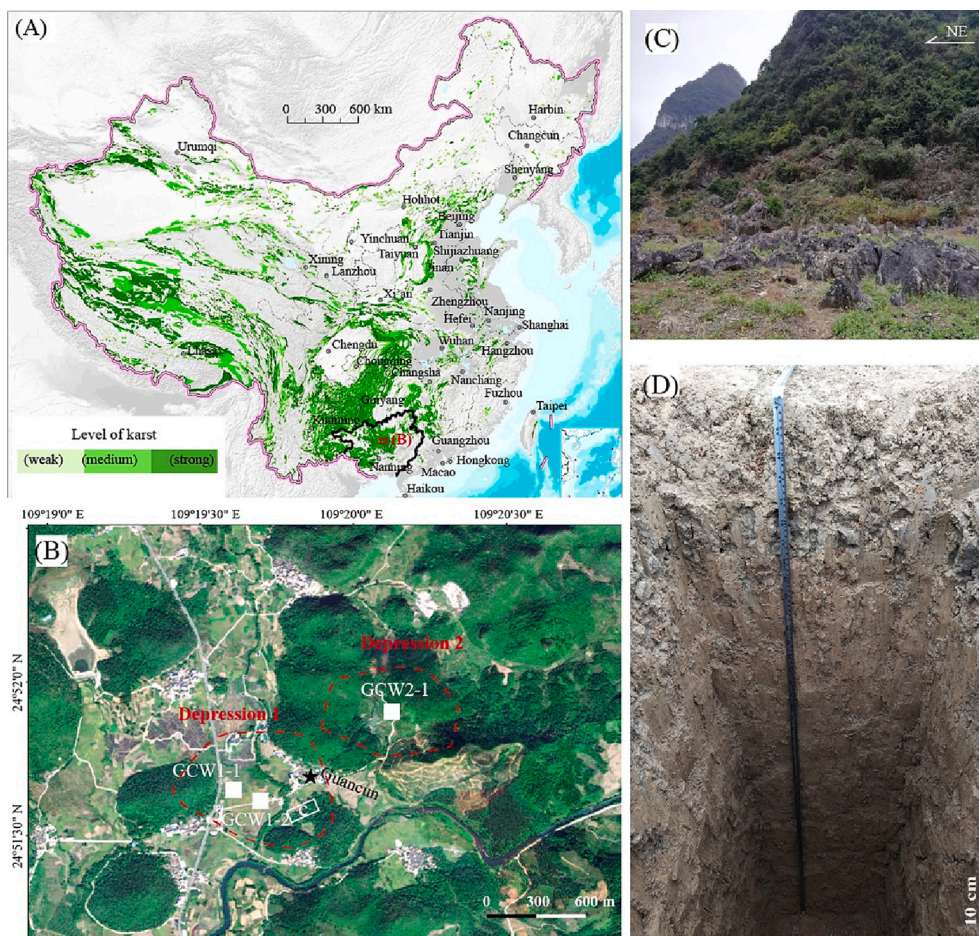 (A)
0 300 600 km
Harbin
Changcun
Urumqi
Shenyang
Hohhot
Beijing
Tianjin
Yinchuan
Shijiazhuang
Taiyuan
Xining
Lanzhou
inan
Xi'an
Zhengzhou
Nanjing
Hefei
Shanghai
Chengdu
Wuhan
Hangzhou
Chongqing
Lhasa
Changsha
Nanchang
Guiyang
Fuzhou
Kunming
Taipei
(B)
Guangzhou
Level of karst
(weak) (medium) (strong)
Nanning
Hongkong
Macao
Haikou
109°19'0" E 109°19'30" E 109°20'0" E 109°20'30" E
(B)
Depression 2
24°52'0" N
GCW2-1
Depression 1
GCW1-1
Guancun
GCW1-2
C
24°51'30" N
0 300 600 m
(C)
NE
(D)
10 cm